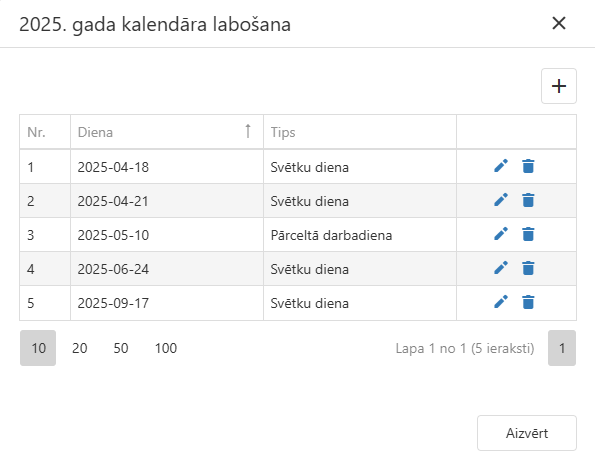 2025. gada kalendāra labošana
Nr. Diena Tips
1 2025-04-18 Svētku diena
2 2025-04-21 Svētku diena
3 2025-05-10 Pārceltā darbadiena
4 2025-06-24 Svētku diena
5 2025-09-17 Svētku diena
10 20 50 100 Lapa 1 no 1 (5 ieraksti) 1
Aizvērt